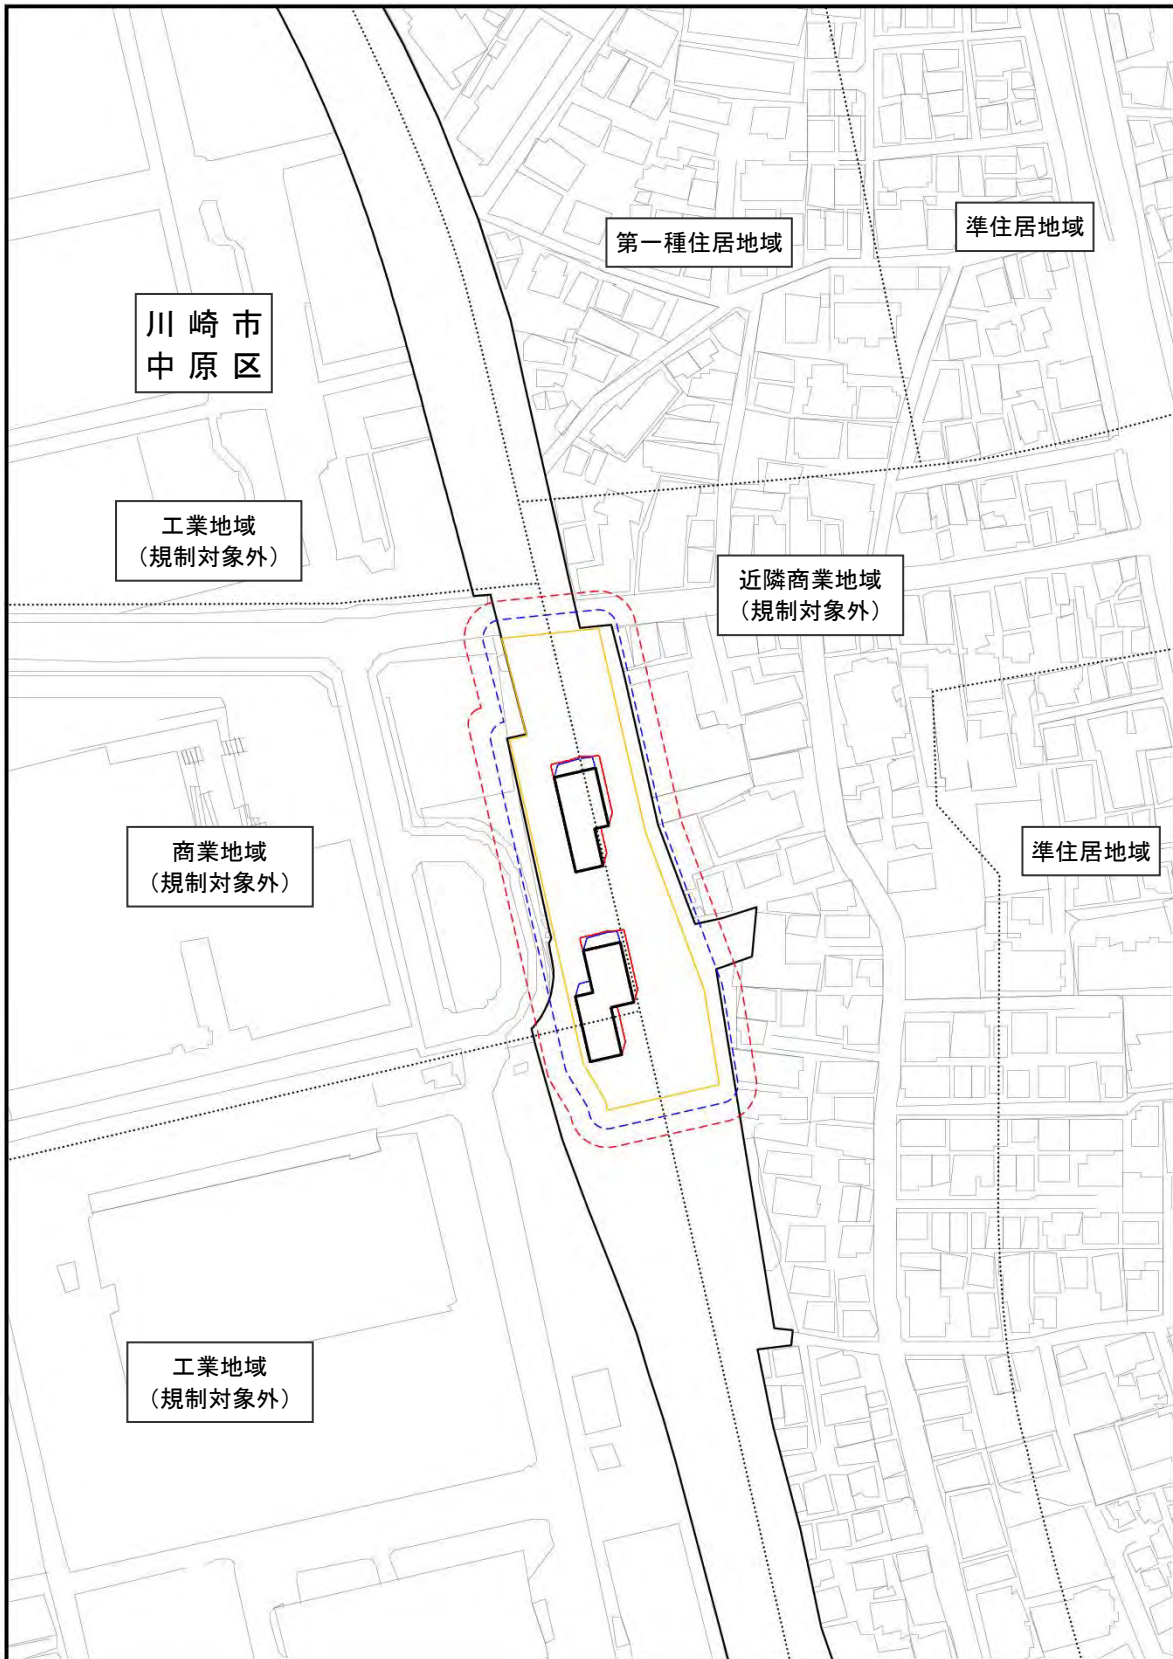 第一種住居地域
準住居地域
川崎市
中原区
工業地域
(規制対象外)
近隣商業地域
(規制対象外)
商業地域
(規制対象外)
準住居地域
工業地域
(規制対象外)